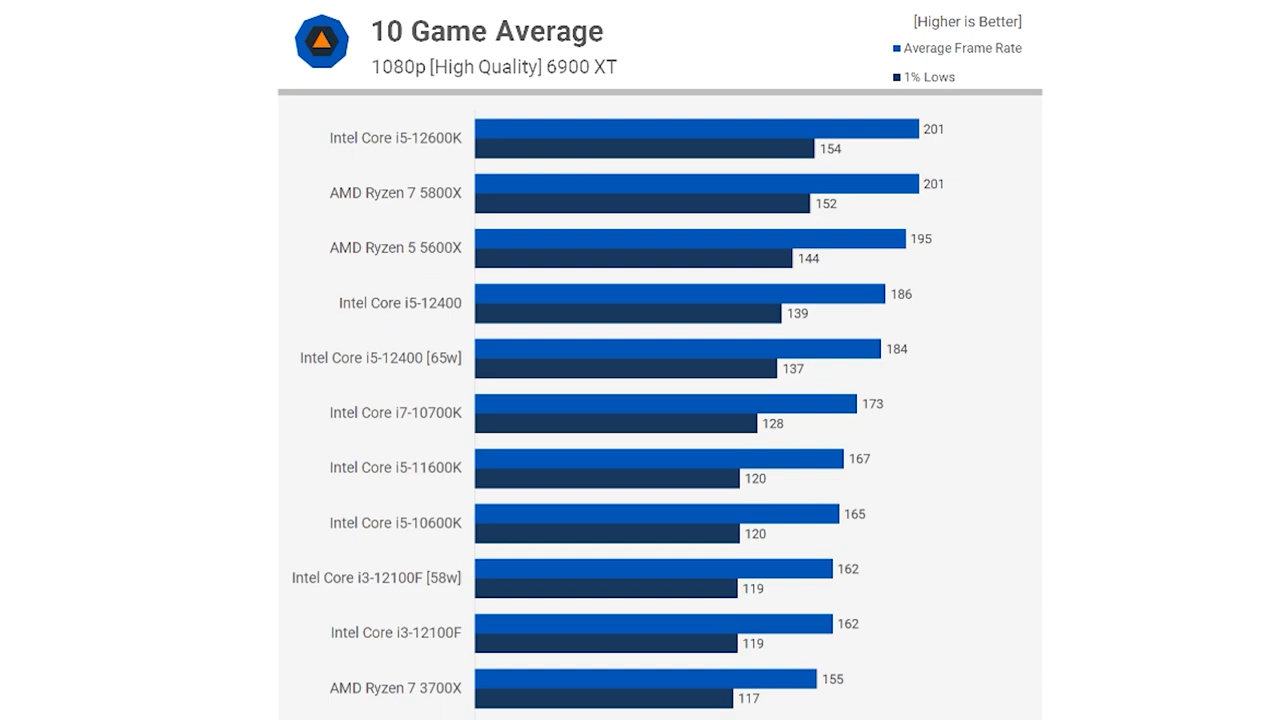 10 Game Average
1080p [High Quality] 6900 XT
[Higher is Better]
Average Frame Rate
1% Lows
Intel Core i5-12600K
201
154
AMD Ryzen 7 5800X
201
152
AMD Ryzen 5 5600X
195
144
Intel Core i5-12400
186
139
Intel Core i5-12400 [65w]
184
137
Intel Core i7-10700K
173
128
Intel Core i5-11600K
167
120
Intel Core i5-10600K
165
120
Intel Core i3-12100F [58w]
162
119
Intel Core i3-12100F
162
119
AMD Ryzen 7 3700X
155
117